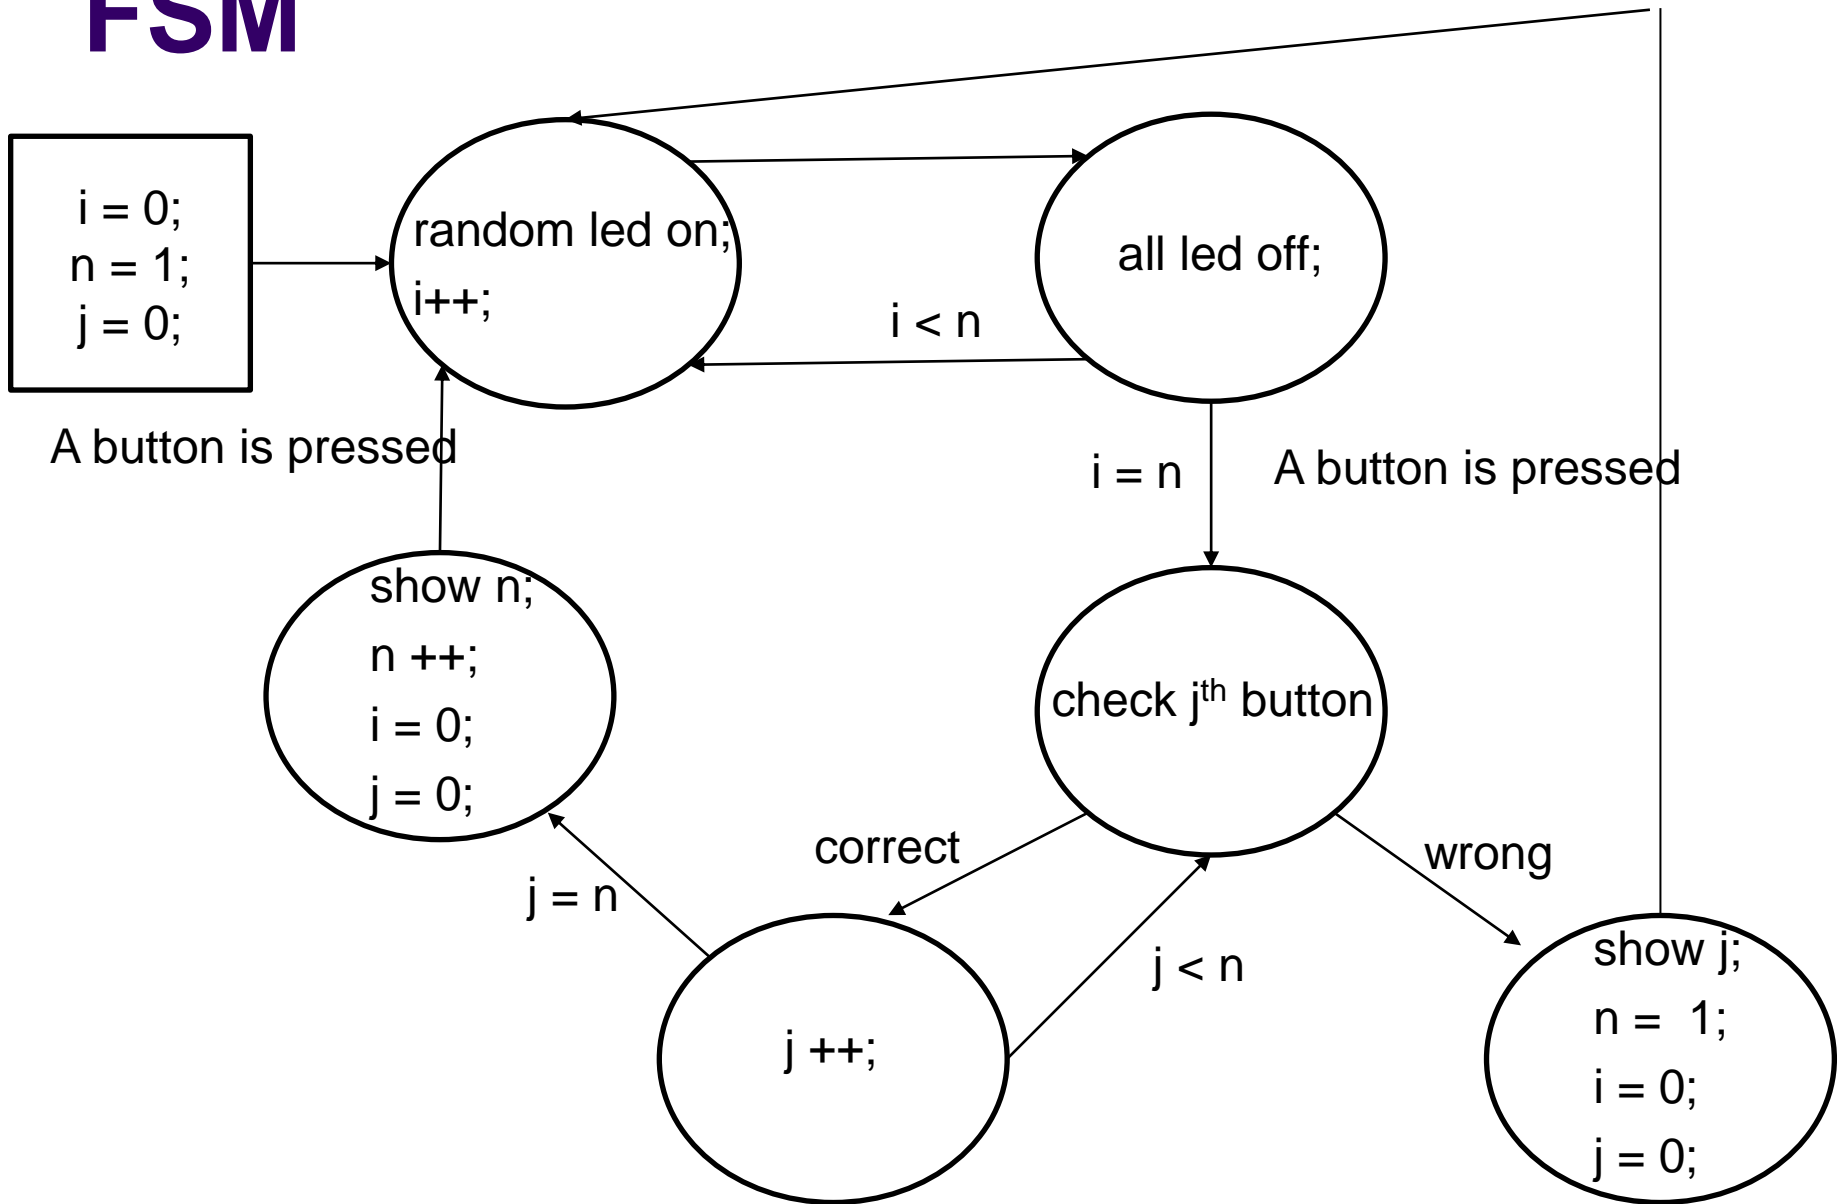 FSM
i = 0;
n = 1;
j = 0;
random led on;
i++;
all led off;
i < n
A button is pressed
i = n
A button is pressed
show n;
n ++;
i = 0;
j = 0;
check jth button
correct
wrong
j = n
j < n
j ++;
show j;
n =  1;
i = 0;
j = 0;